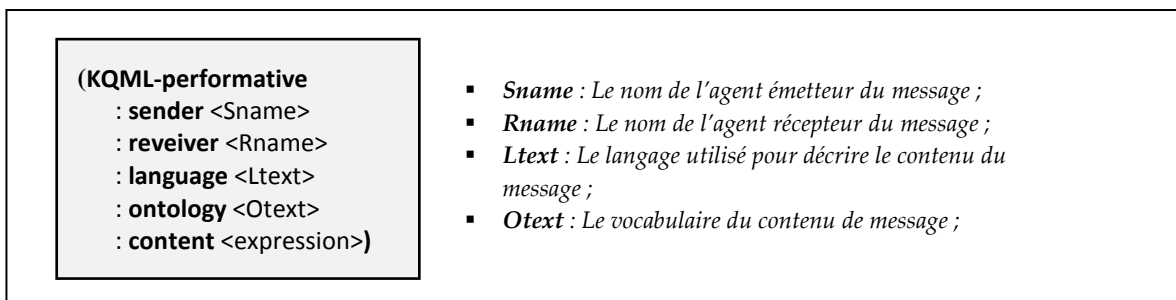 (KQML-performative
: sender <Sname>
: reveiver <Rname>
: language <Ltext>
: ontology <Otext>
: content <expression>)
▪ Sname : Le nom de l’agent émetteur du message ;
▪ Rname : Le nom de l’agent récepteur du message ;
▪ Ltext : Le langage utilisé pour décrire le contenu du
message ;
▪ Otext : Le vocabulaire du contenu de message ;